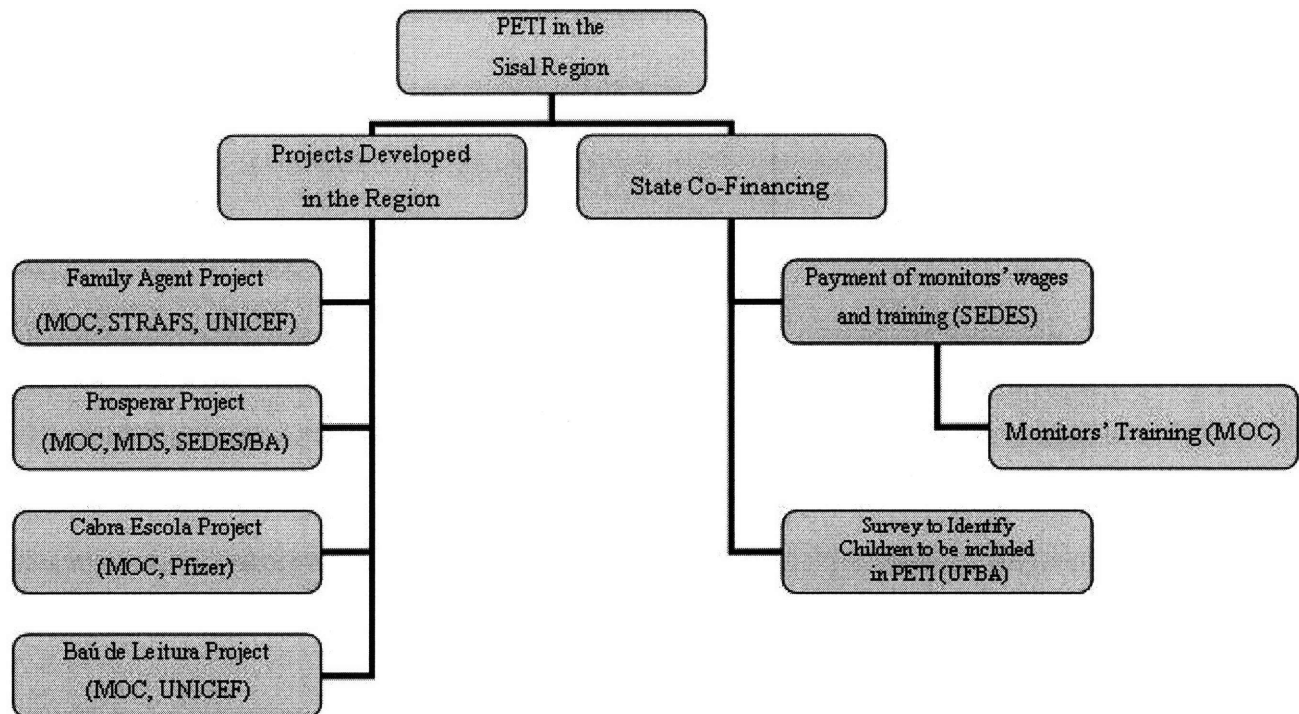 PETI in the
Sisal Region
Projects Developed
in the Region
State Co-Financing
Family Agent Project
(MOC, STRAFS, UNICEF)
Prosperar Project
(MOC, MDS, SEDES/BA)
Cabra Escola Project
(MOC, Pfizer)
Baú de Leitura Project
(MOC, UNICEF)
Payment of monitors' wages
and training (SEDES)
Monitors' Training (MOC)
Survey to Identify
Children to be included
in PETI (UFBA)